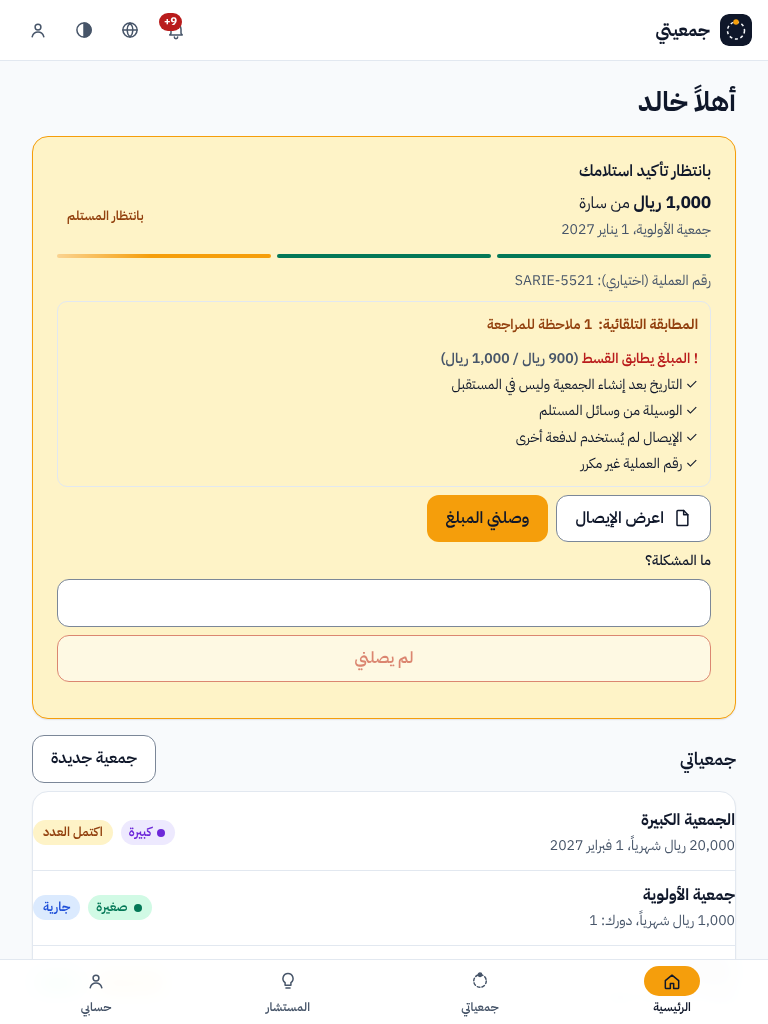 جمعيتي
9+
أهلاً خالد
بانتظار تأكيد استلامك
1,000 ريال من سارة
بانتظار المستلم
جمعية الأولوية، 1 يناير 2027
رقم العملية (اختياري): SARIE-5521
المطابقة التلقائية: 1 ملاحظة للمراجعة
! المبلغ يطابق القسط (900 ريال / 1,000 ريال)
✓ التاريخ بعد إنشاء الجمعية وليس في المستقبل
✓ الوسيلة من وسائل المستلم
✓ الإيصال لم يُستخدم لدفعة أخرى
✓ رقم العملية غير مكرر
اعرض الإيصال
وصلني المبلغ
ما المشكلة؟
لم يصلني
جمعياتي
جمعية جديدة
الجمعية الكبيرة
كبيرة
اكتمل العدد
20,000 ريال شهرياً، 1 فبراير 2027
جمعية الأولوية
صغيرة
جارية
1,000 ريال شهرياً، دورك: 1
الرئيسية
جمعياتي
المستشار
حسابي